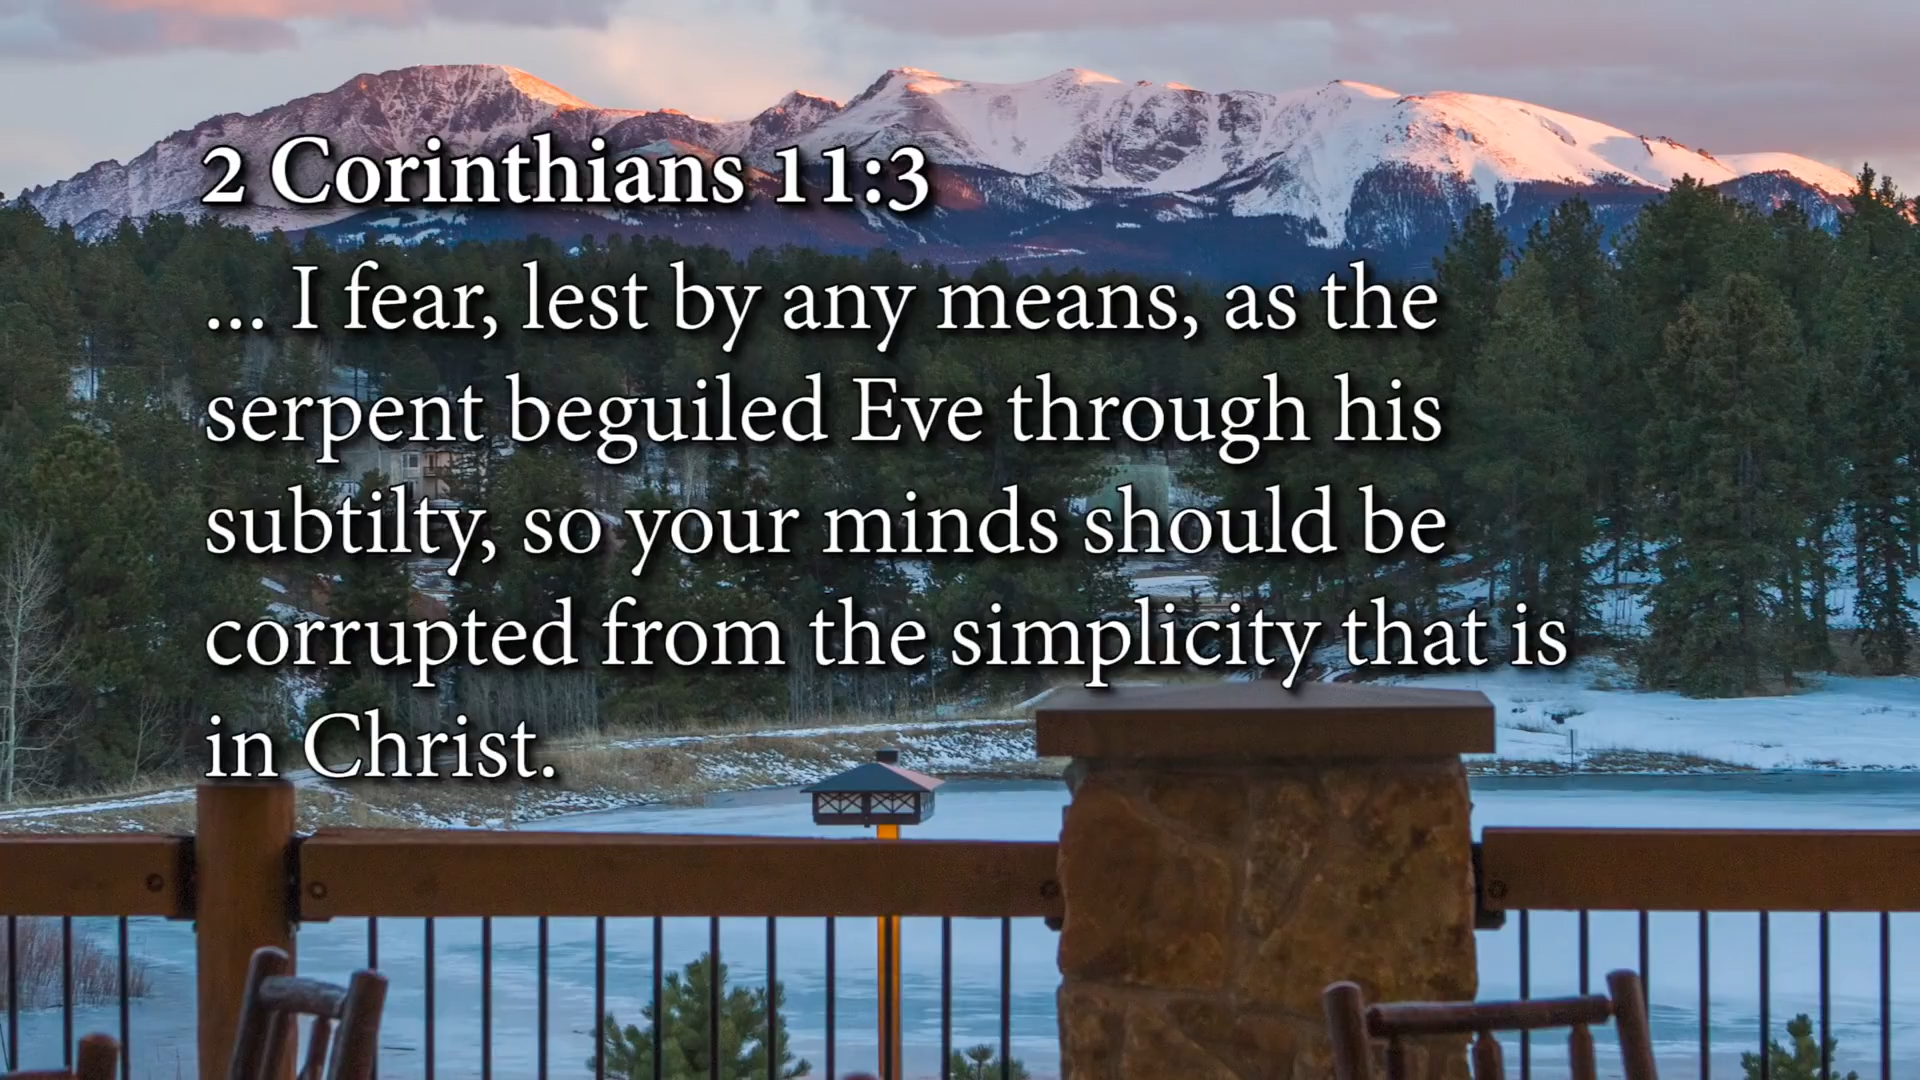 2 Corinthians 11:3
... I fear, lest by any means, as the
serpent beguiled Eve through his
subtilty, so your minds should be
corrupted from the simplicity that is
in Christ.